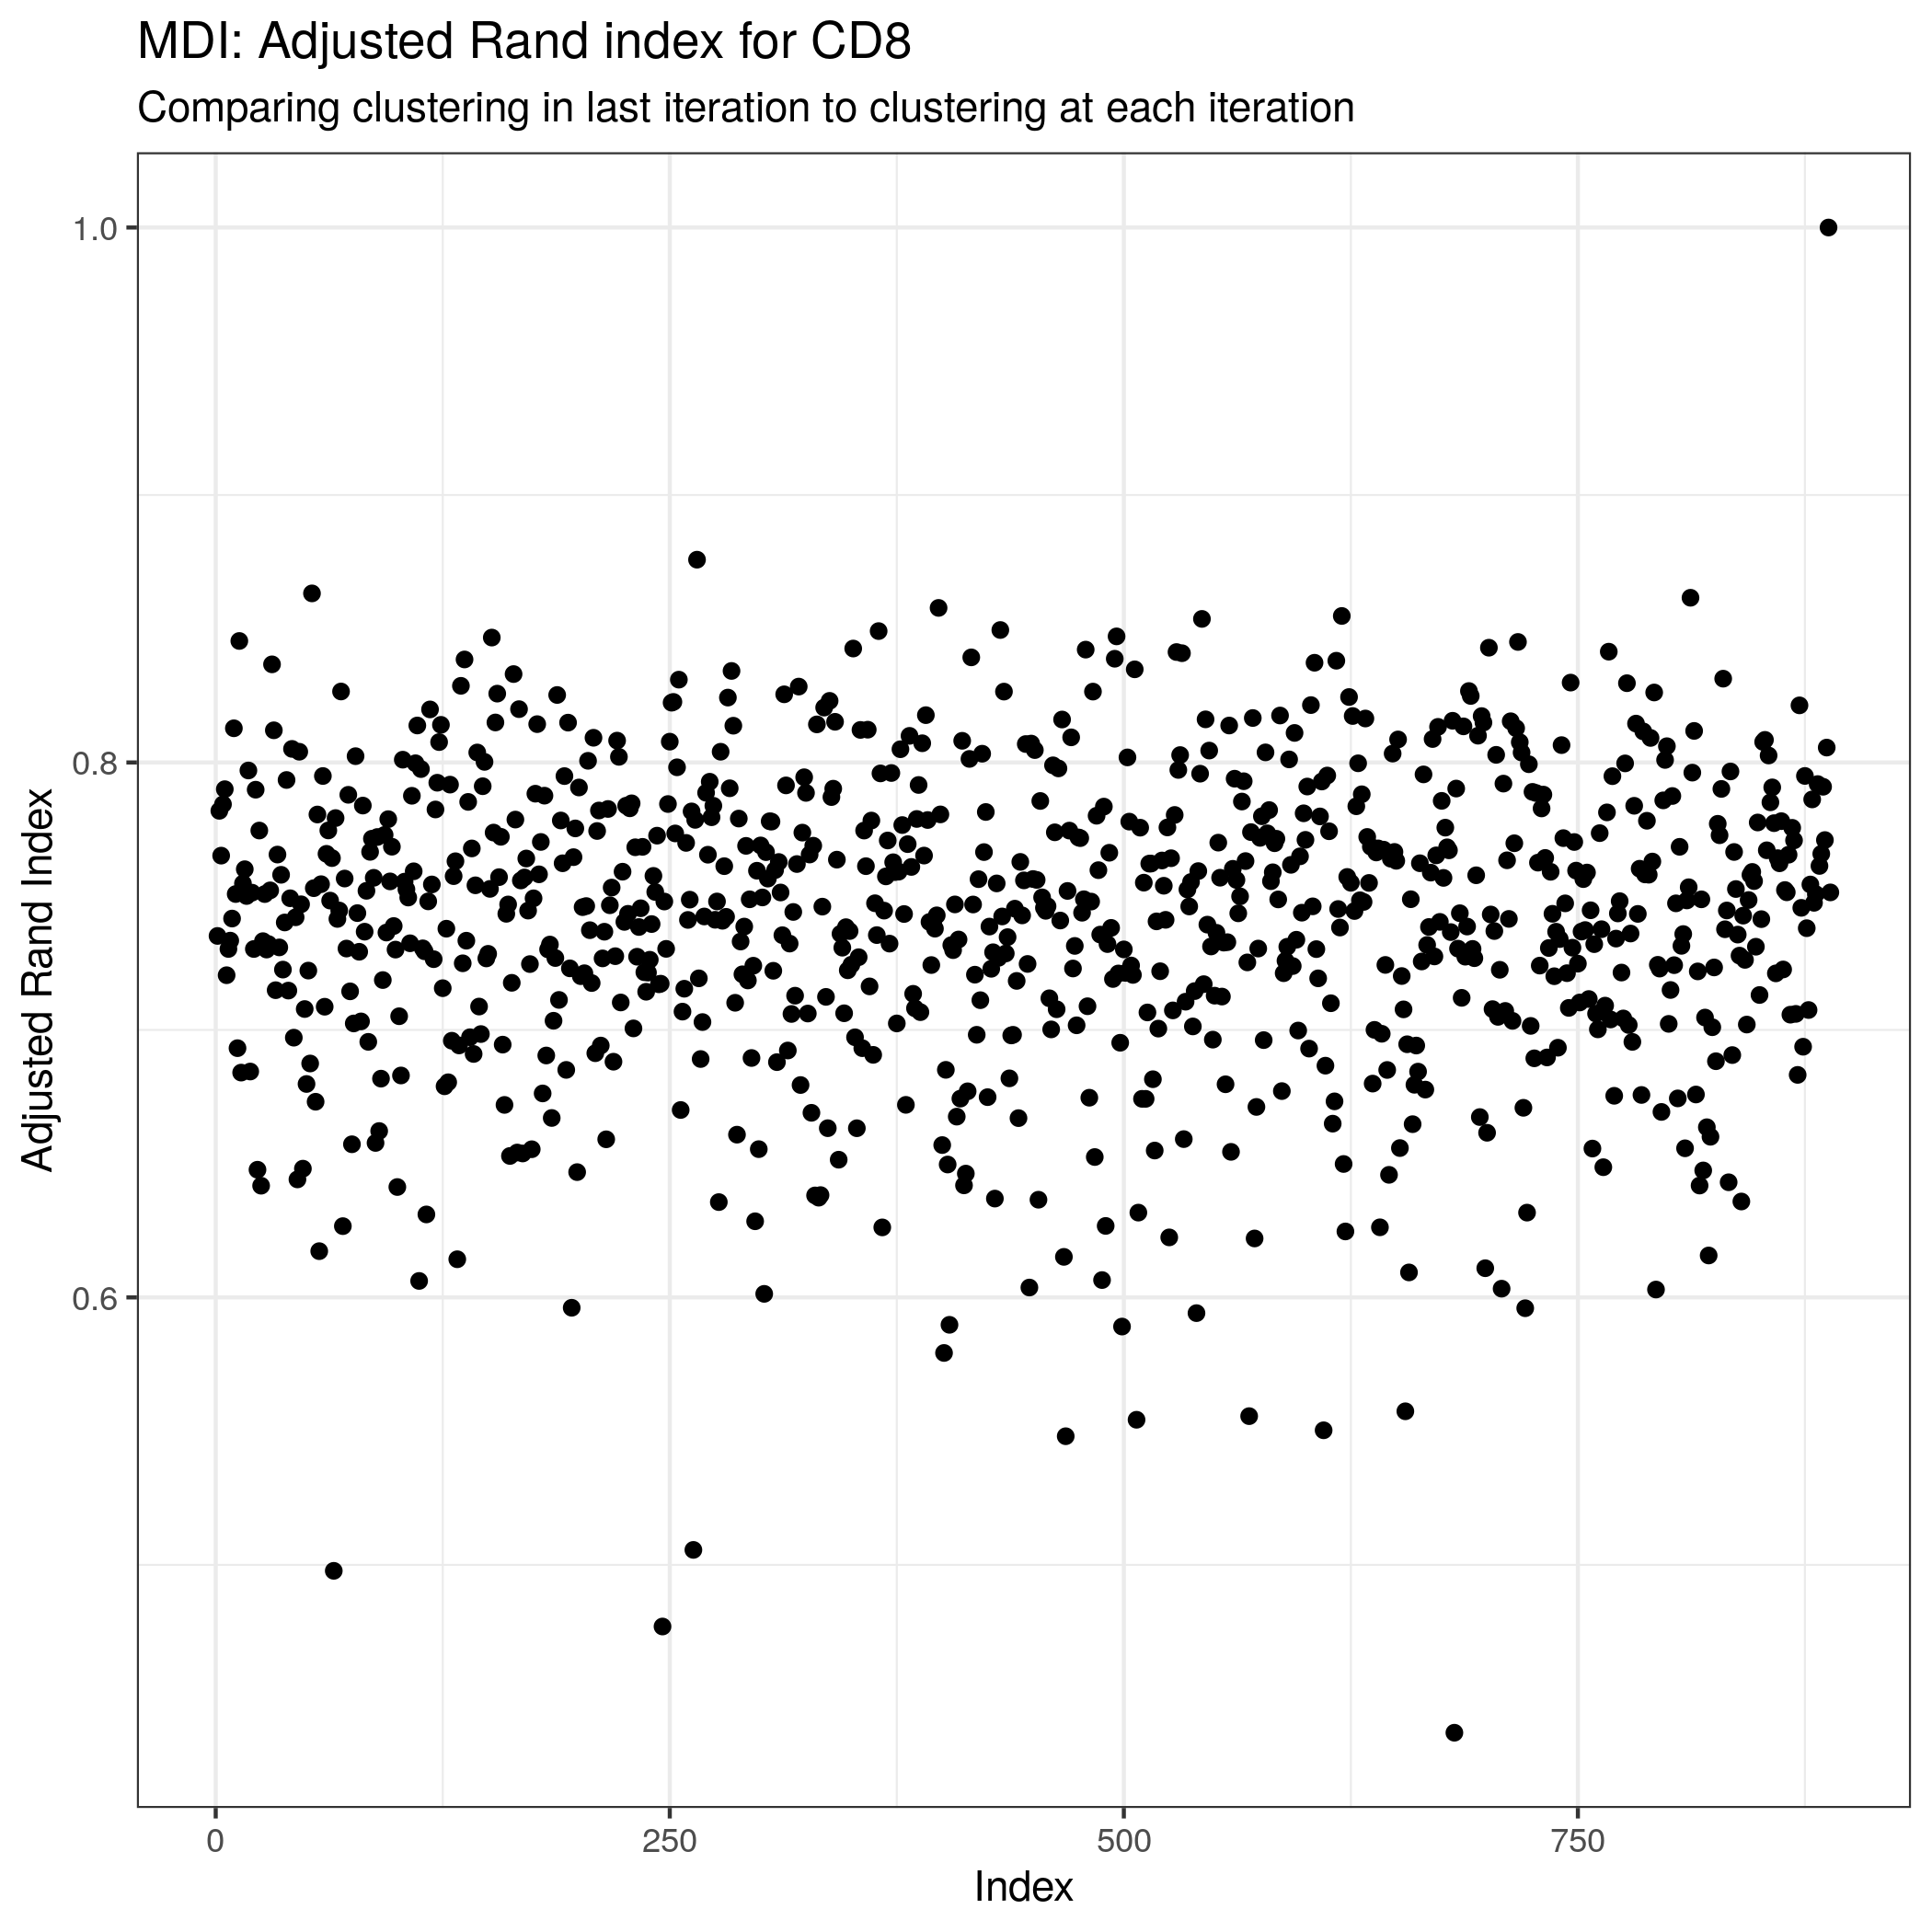 MDI: Adjusted Rand index for CD8
Comparing clustering in last iteration to clustering at each iteration
Adjusted Rand Index
1.0
0.8
0.6
0 250 500 750
Index